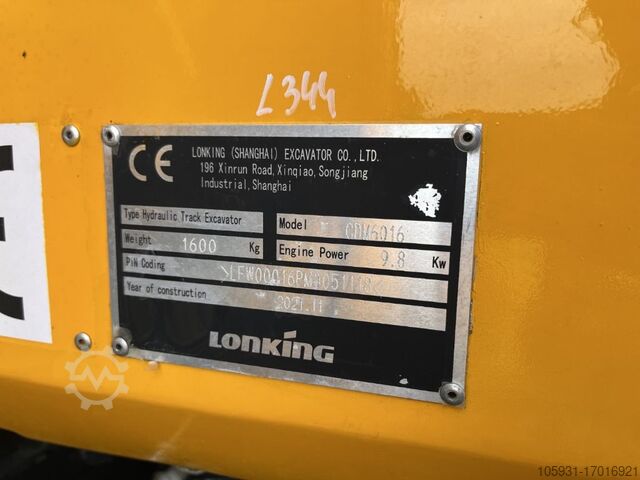 L344
CE
LONKING (SHANGHAI) EXCAVATOR CO.,LTD.
196 Xinrun Road, Xinqiao, Songjiang
Industrial, Shanghai
Type Hydraulic Track Excavator
Model CDM6016
Weight 1600 Kg
Engine Power 9.8 Kw
PiN Coding
Year of construction 2021.11
LONKING
105931-17016921